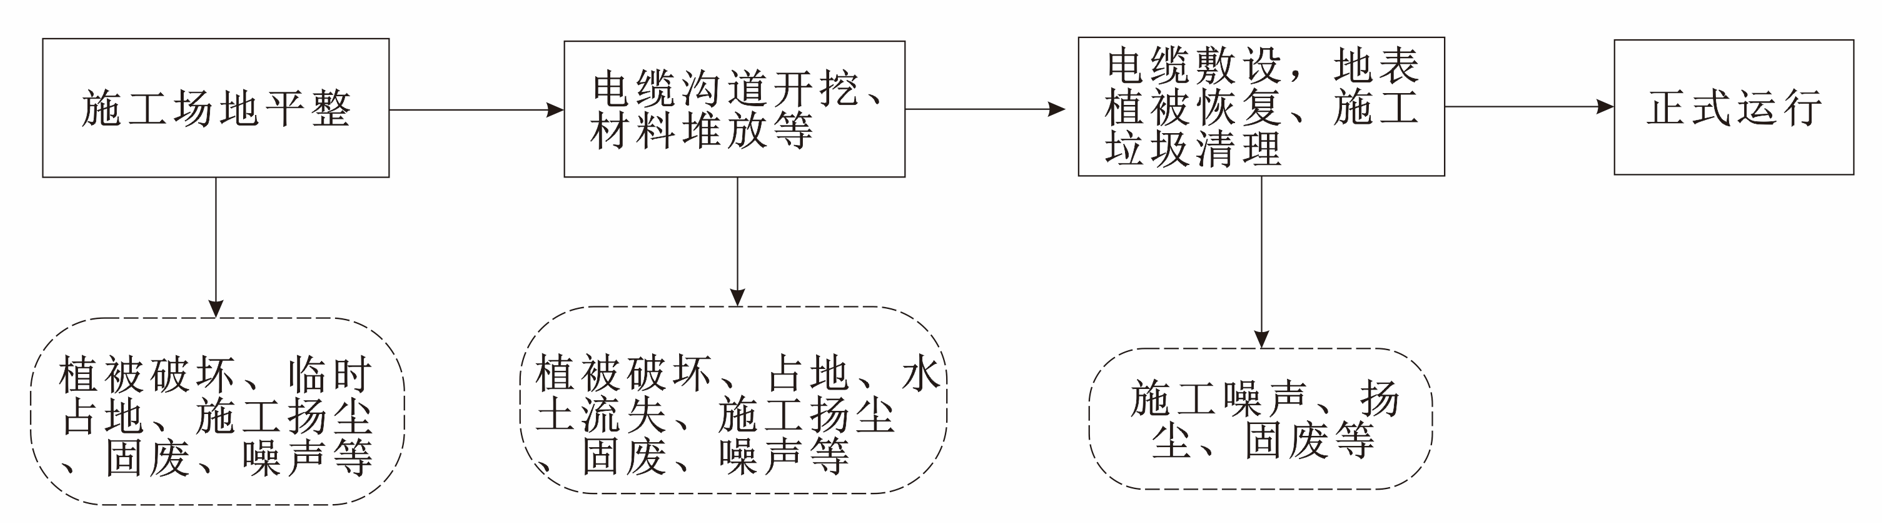 施工场地平整
电缆沟道开挖、
材料堆放等
电缆敷设，地表
植被恢复、施工
垃圾清理
正式运行
植被破坏、临时
占地、施工扬尘
、固废、噪声等
植被破坏、占地、水
土流失、施工扬尘
、固废、噪声等
施工噪声、扬
尘、固废等